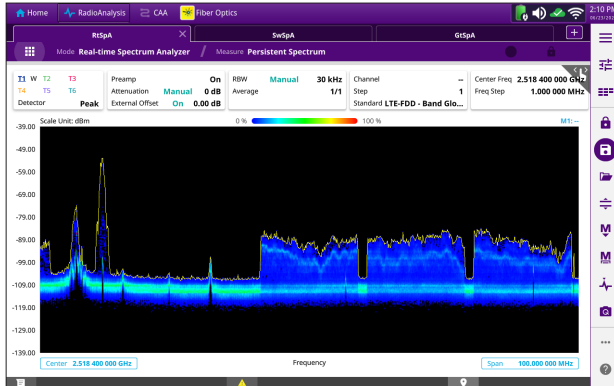 Home RadioAnalysis CAA Fiber Optics 2:10 PM
RtSpA SwSpA GtSpA
Mode Real-time Spectrum Analyzer / Measure Persistent Spectrum
T1 W T2 T3 Preamp On RBW Manual 30 kHz Channel -- Center Freq 2.518 400 000 GHz
T4 T5 T6 Attenuation Manual 0 dB Average 1/1 Step 1 Freq Step 1.000 000 MHz
Detector Peak External Offset On 0.00 dB Standard LTE-FDD - Band Glo...
Scale Unit: dBm 0 % 100 % M1: --
-39.00
-49.00
-59.00
-69.00
-79.00
-89.00
-99.00
-109.00
-119.00
-129.00
-139.00
Center 2.518 400 000 GHz Frequency Span 100.000 000 MHz